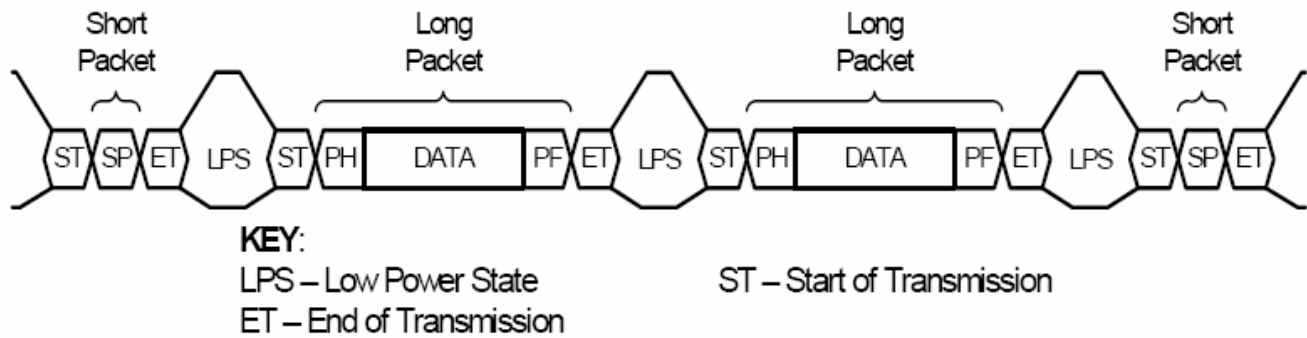 Short Packet
Long Packet
Long Packet
Short Packet
ST SP ET LPS ST PH DATA PF ET LPS ST PH DATA PF ET LPS ST SP ET
KEY:
LPS – Low Power State
ST – Start of Transmission
ET – End of Transmission